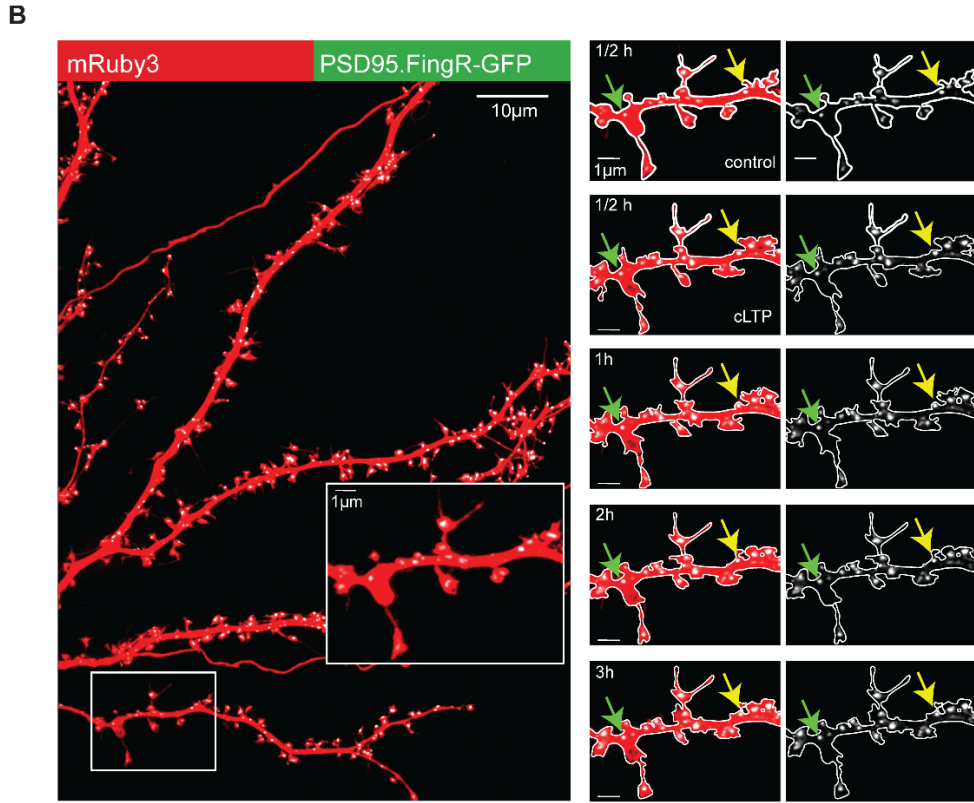 B
mRuby3
PSD95.FingR-GFP
10µm
1µm
1/2 h
control
1µm
1/2 h
cLTP
1h
2h
3h